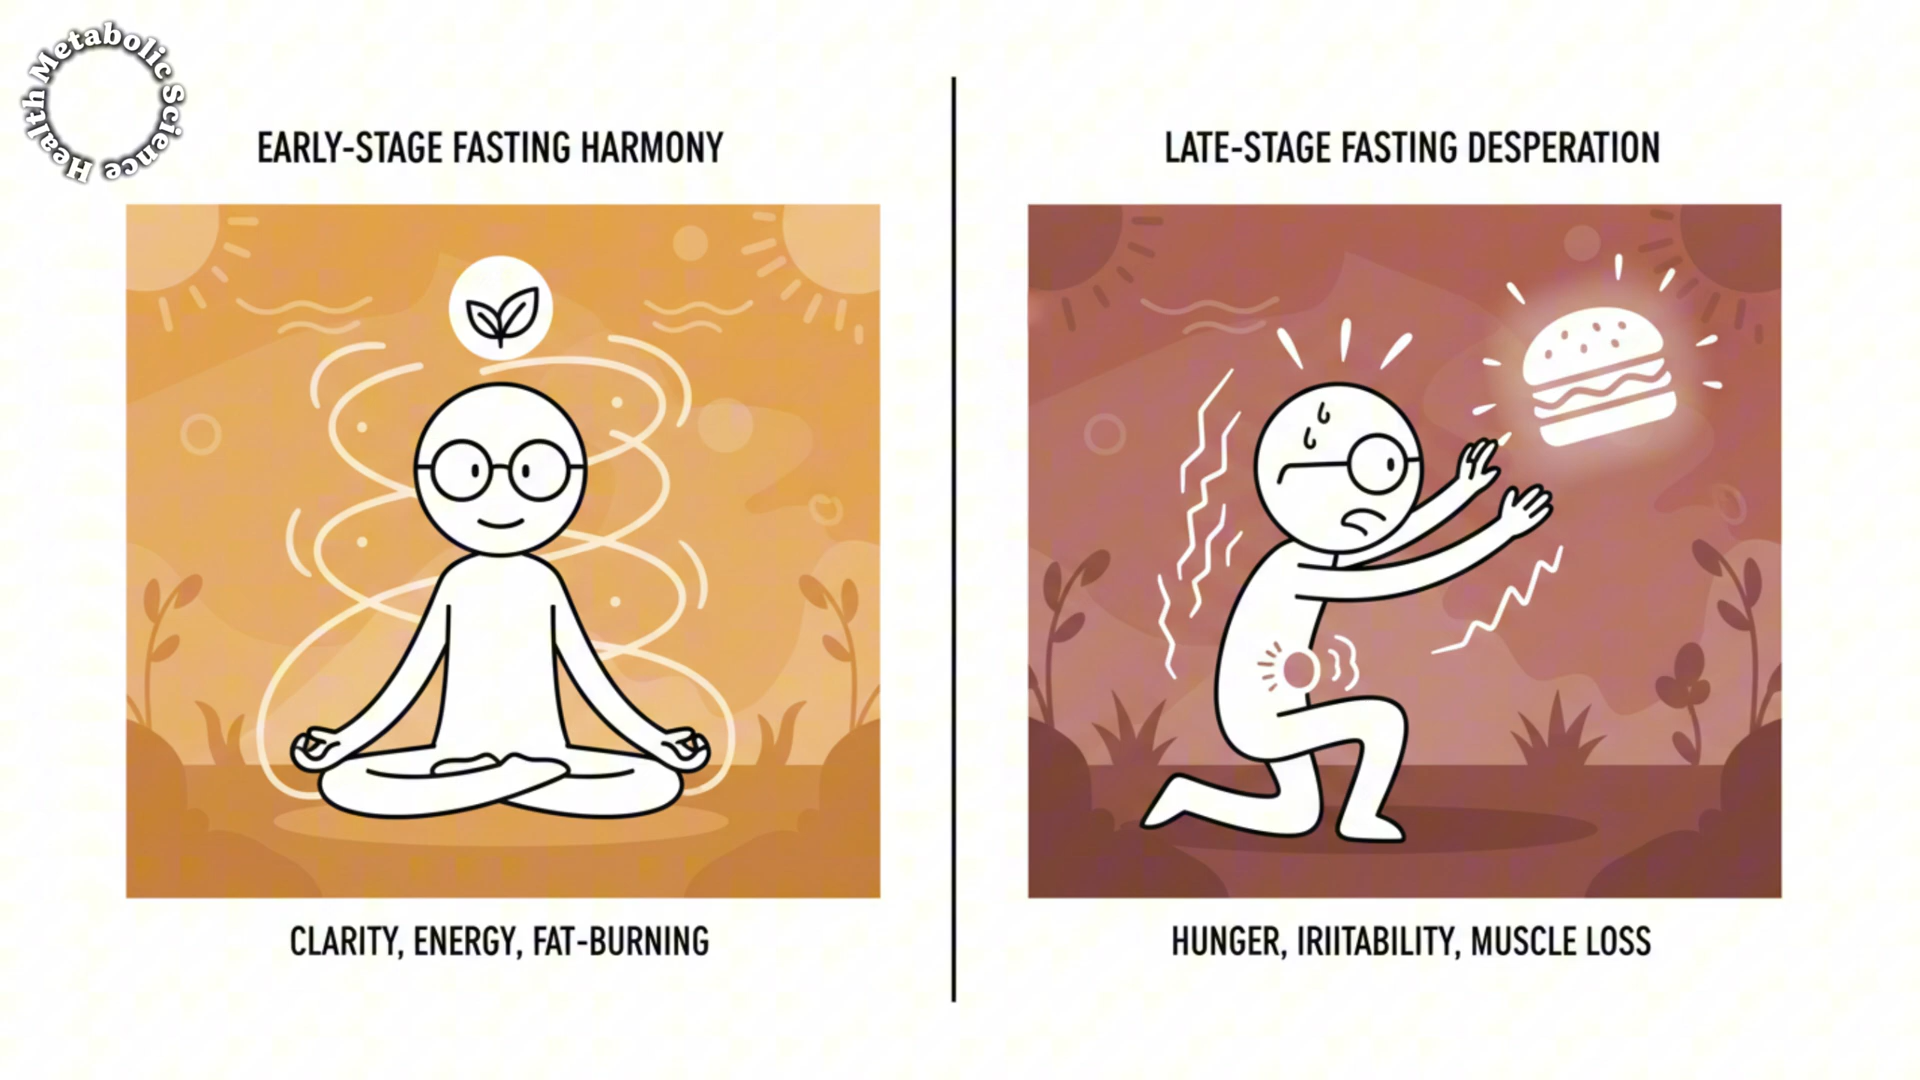 Health Metabolic Science
EARLY-STAGE FASTING HARMONY
LATE-STAGE FASTING DESPERATION
CLARITY, ENERGY, FAT-BURNING
HUNGER, IRIITABILITY, MUSCLE LOSS